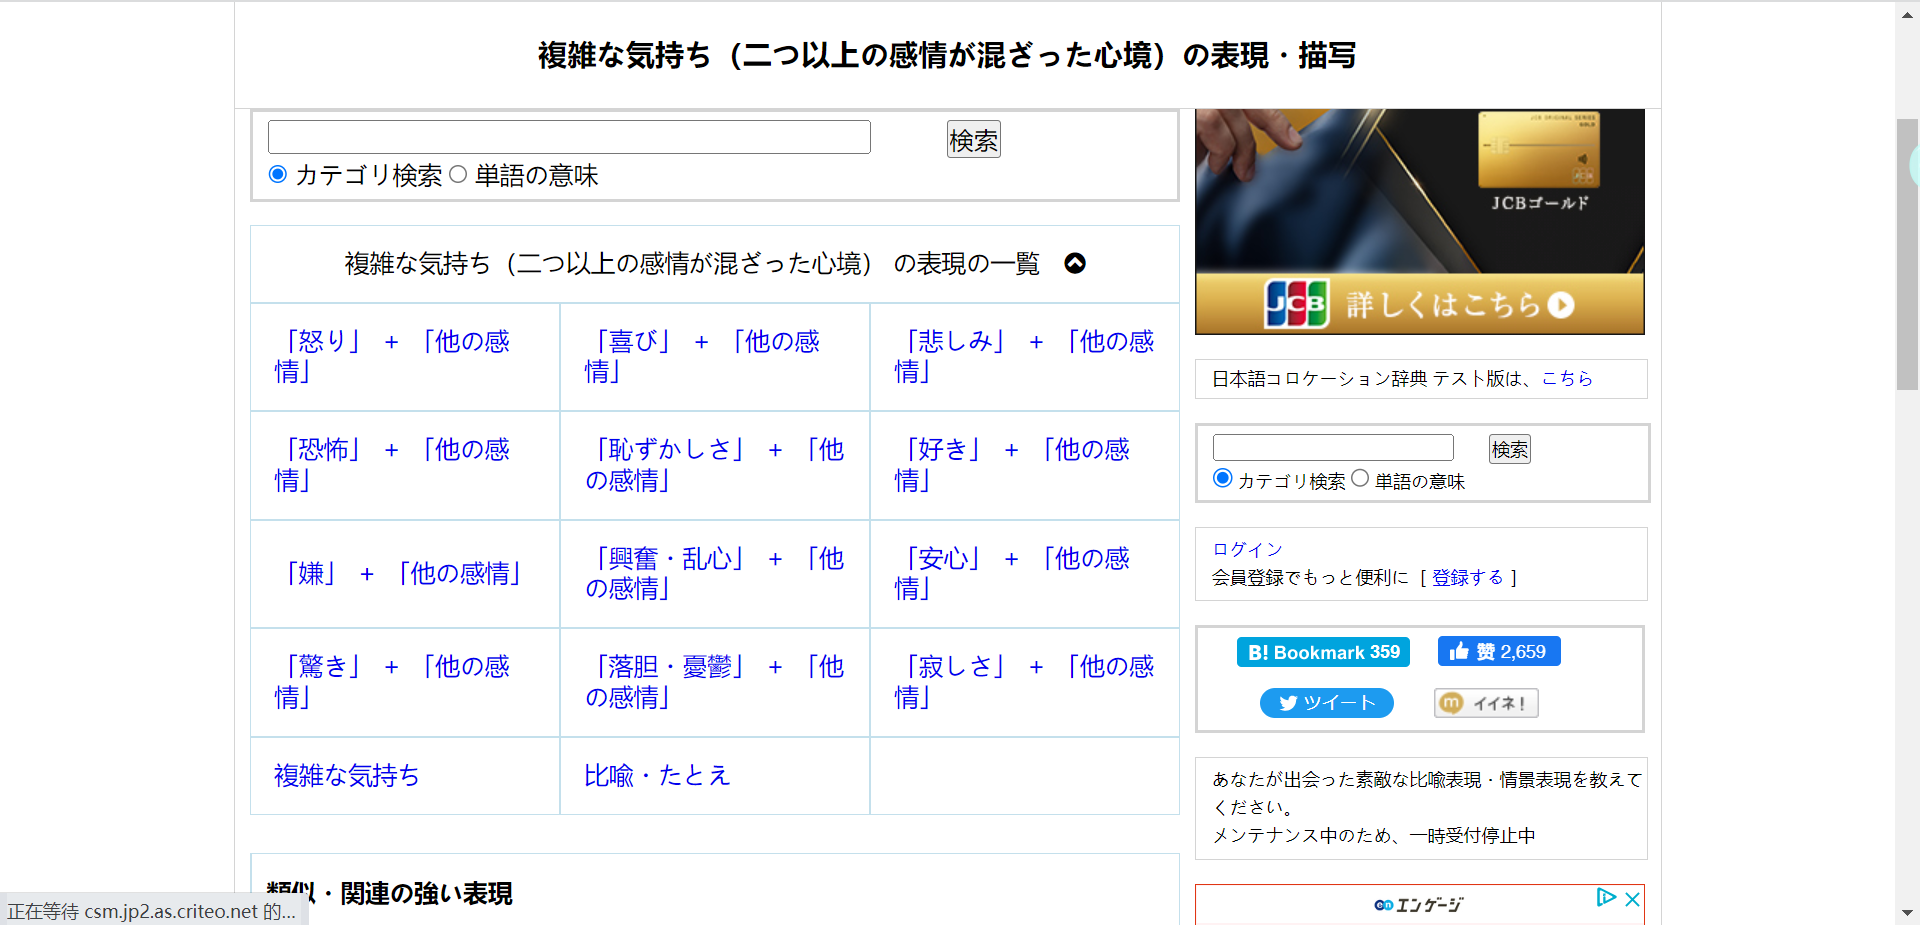 複雑な気持ち（二つ以上の感情が混ざった心境）の表現・描写
検索
カテゴリ検索 単語の意味
複雑な気持ち（二つ以上の感情が混ざった心境） の表現の一覧
「怒り」 + 「他の感
情」
「喜び」 + 「他の感
情」
「悲しみ」 + 「他の感
情」
「恐怖」 + 「他の感
情」
「恥ずかしさ」 + 「他
の感情」
「好き」 + 「他の感
情」
「嫌」 + 「他の感情」
「興奮・乱心」 + 「他
の感情」
「安心」 + 「他の感
情」
「驚き」 + 「他の感
情」
「落胆・憂鬱」 + 「他
の感情」
「寂しさ」 + 「他の感
情」
複雑な気持ち
比喩・たとえ
類似・関連の強い表現
正在等待 csm.jp2.as.criteo.net 的...
JCBゴールド
JCB 詳しくはこちら
日本語コロケーション辞典 テスト版は、こちら
検索
カテゴリ検索 単語の意味
ログイン
会員登録でもっと便利に［ 登録する ］
B! Bookmark 359
赞 2,659
ツイート
m イイネ！
あなたが出会った素敵な比喩表現・情景表現を教えて
ください。
メンテナンス中のため、一時受付停止中
en エンゲージ